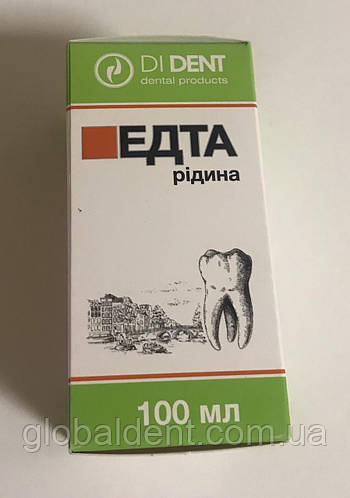 DI DENT
dental products
ЕДТА
рідина
100 мл
globaldent.com.ua